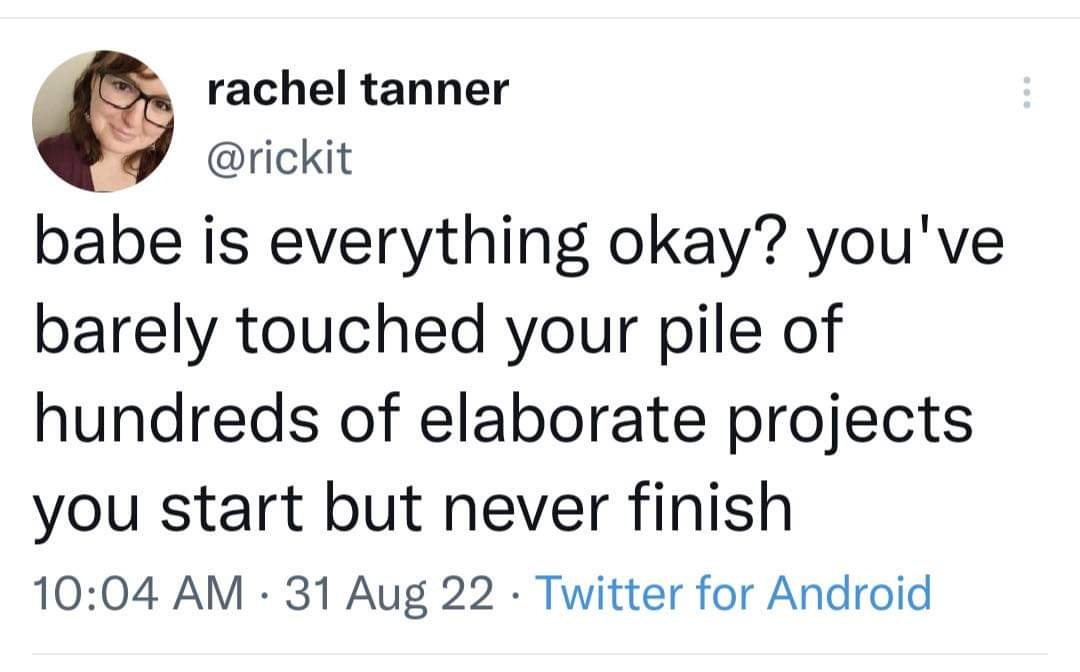 rachel tanner
@rickit
babe is everything okay? you've
barely touched your pile of
hundreds of elaborate projects
you start but never finish
10:04 AM · 31 Aug 22 · Twitter for Android